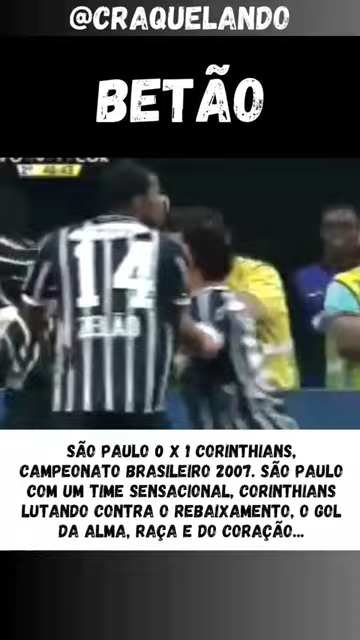 @CRAQUELANDO
BETÃO
14
ZELÃO
SÃO PAULO 0 X 1 CORINTHIANS,
CAMPEONATO BRASILEIRO 2007. SÃO PAULO
COM UM TIME SENSACIONAL, CORINTHIANS
LUTANDO CONTRA O REBAIXAMENTO, O GOL
DA ALMA, RAÇA E DO CORAÇÃO...